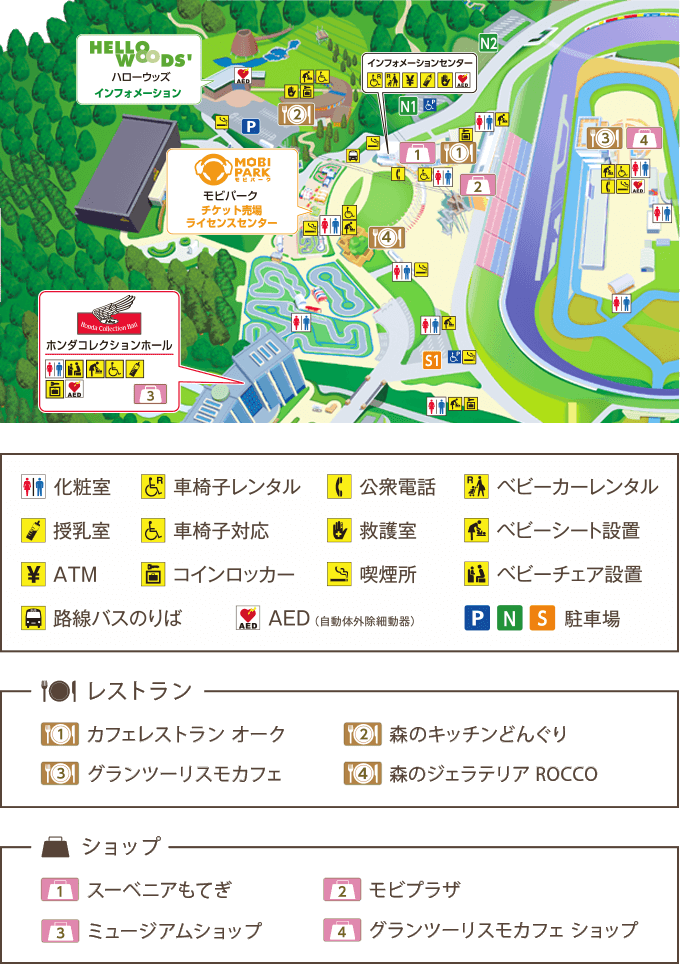 HELLO
WOODS'
ハローウッズ
インフォメーション
インフォメーションセンター
N2
AED
R
R
¥
AED
N1
2
P
1
1
3
4
MOBI
PARK
モビパーク
モビパーク
チケット売場
ライセンスセンター
2
AED
4
Honda Collection Hall
ホンダコレクションホール
AED
3
S1
化粧室
R
車椅子レンタル
公衆電話
R
ベビーカーレンタル
授乳室
車椅子対応
救護室
ベビーシート設置
¥
ATM
コインロッカー
喫煙所
ベビーチェア設置
路線バスのりば
AED
AED(自動体外除細動器)
P N S 駐車場
レストラン
1 カフェレストラン オーク
2 森のキッチンどんぐり
3 グランツーリスモカフェ
4 森のジェラテリア ROCCO
ショップ
1 スーベニアもてぎ
2 モビプラザ
3 ミュージアムショップ
4 グランツーリスモカフェ ショップ